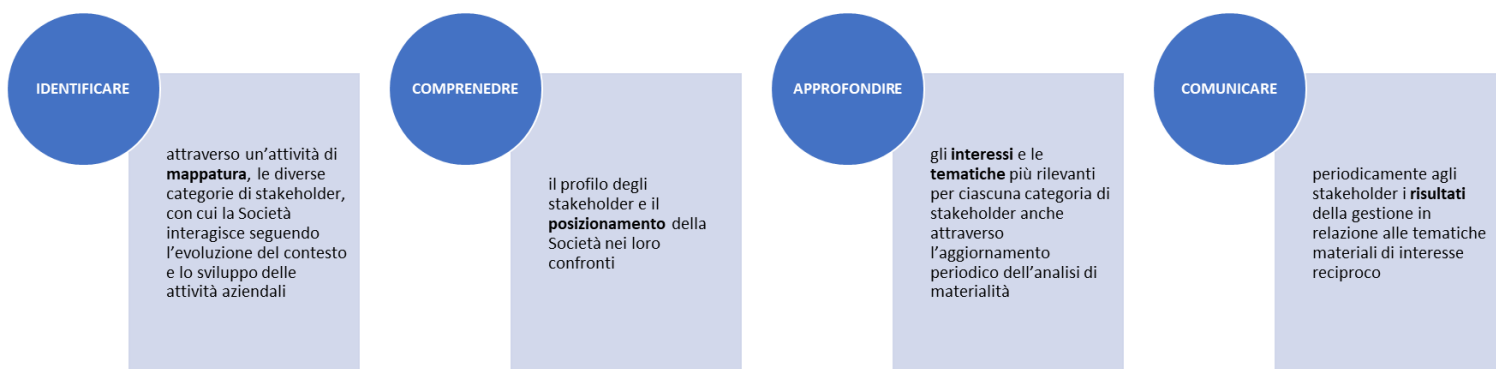 IDENTIFICARE
attraverso un'attività di
mappatura, le diverse
categorie di stakeholder,
con cui la Società
interagisce seguendo
l'evoluzione del contesto
e lo sviluppo delle
attività aziendali
COMPRENEDRE
il profilo degli
stakeholder e il
posizionamento della
Società nei loro
confronti
APPROFONDIRE
gli interessi e le
tematiche più rilevanti
per ciascuna categoria di
stakeholder anche
attraverso
l'aggiornamento
periodico dell'analisi di
materialità
COMUNICARE
periodicamente agli
stakeholder i risultati
della gestione in
relazione alle tematiche
materiali di interesse
reciproco